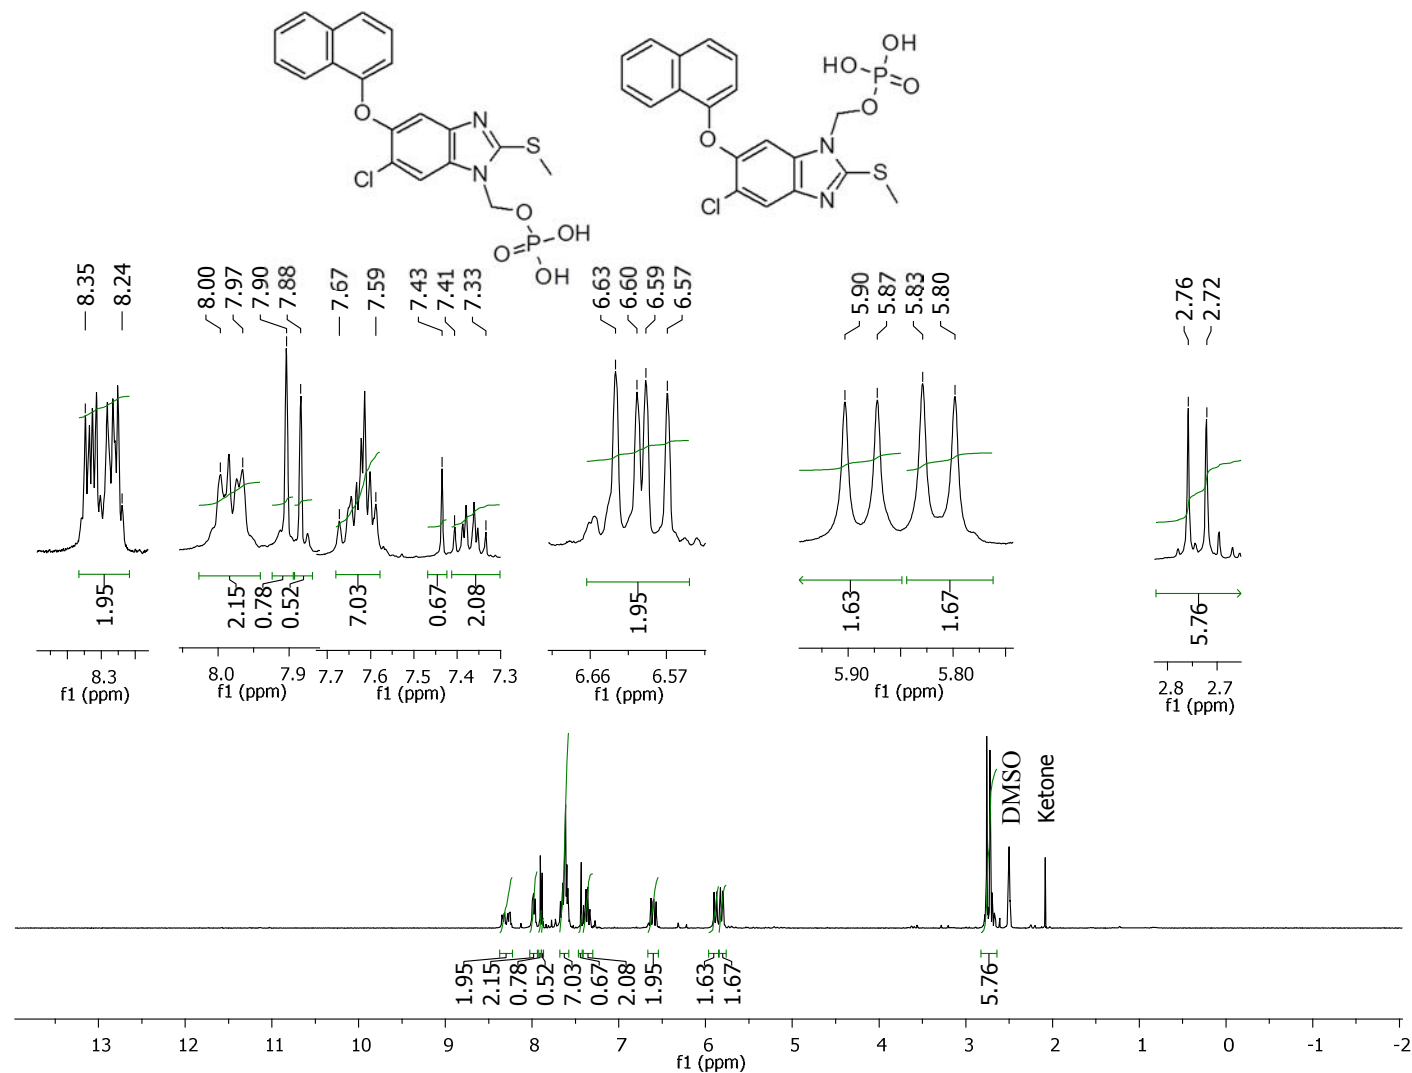 O
Cl
N
S
N
O
P
OH
O
OH
OH
HO
P
O
O
O
N
S
Cl
N
8.35
8.24
8.00
7.97
7.90
7.88
7.67
7.59
7.43
7.41
7.33
6.63
6.60
6.59
6.57
5.90
5.87
5.83
5.80
2.76
2.72
1.95
2.15
0.78
0.52
7.03
0.67
2.08
1.95
1.63
1.67
5.76
8.3
f1 (ppm)
8.0 7.9
f1 (ppm)
7.7 7.6 7.5 7.4 7.3
f1 (ppm)
6.66 6.57
f1 (ppm)
5.90 5.80
f1 (ppm)
2.8 2.7
f1 (ppm)
DMSO
Ketone
1.95
2.15
0.78
0.52
7.03
0.67
2.08
1.95
1.63
1.67
5.76
13 12 11 10 9 8 7 6 5 4 3 2 1 0 -1 -2
f1 (ppm)